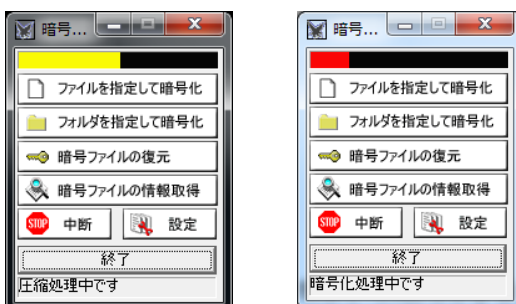 暗号...
ファイルを指定して暗号化
フォルダを指定して暗号化
暗号ファイルの復元
暗号ファイルの情報取得
STOP 中断 設定
終了
圧縮処理中です
暗号...
ファイルを指定して暗号化
フォルダを指定して暗号化
暗号ファイルの復元
暗号ファイルの情報取得
STOP 中断 設定
終了
暗号化処理中です